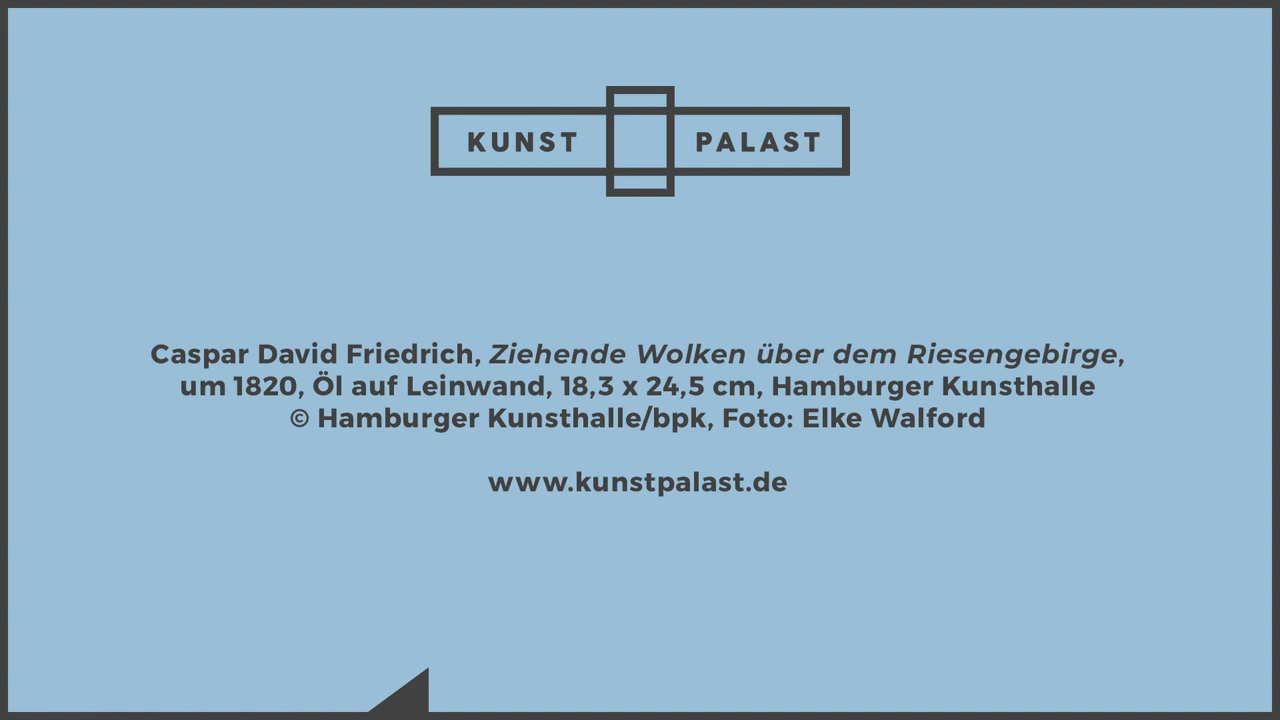 KUNST PALAST
Caspar David Friedrich, Ziehende Wolken über dem Riesengebirge,
um 1820, Öl auf Leinwand, 18,3 x 24,5 cm, Hamburger Kunsthalle
© Hamburger Kunsthalle/bpk, Foto: Elke Walford
www.kunstpalast.de